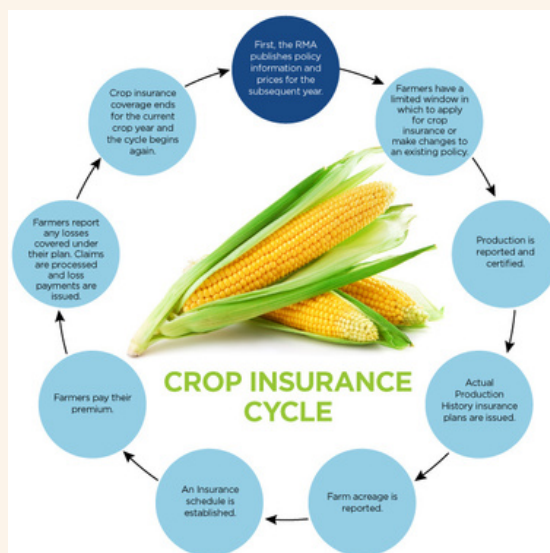 First, the RMA
publishes policy
information and
prices for the
subsequent year.
Farmers have a
limited window in
which to apply
for crop
insurance or
make changes to
an existing policy.
Production is
reported and
certified.
Actual
Production
History insurance
plans are issued.
Farm acreage is
reported.
An Insurance
schedule is
established.
Farmers pay their
premium.
Farmers report
any losses
covered under
their plan. Claims
are processed
and loss
payments are
issued.
Crop insurance
coverage ends
for the current
crop year and
the cycle begins
again.
CROP INSURANCE
CYCLE